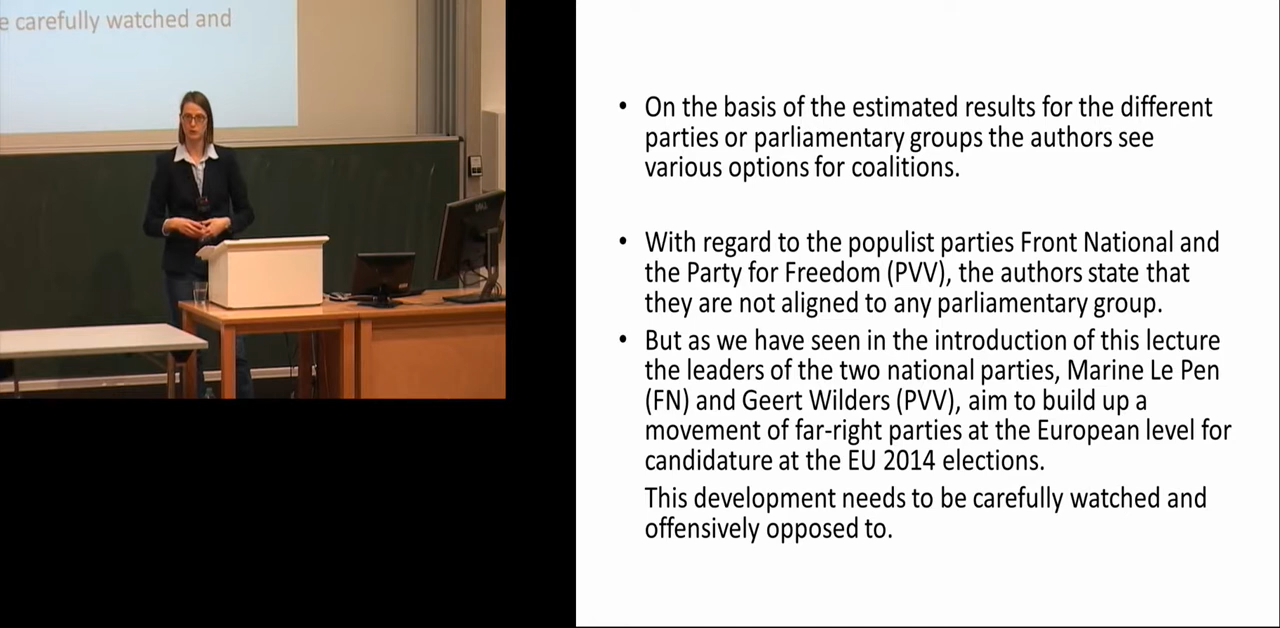 e carefully watched and
DELL
• On the basis of the estimated results for the different
parties or parliamentary groups the authors see
various options for coalitions.
• With regard to the populist parties Front National and
the Party for Freedom (PVV), the authors state that
they are not aligned to any parliamentary group.
• But as we have seen in the introduction of this lecture
the leaders of the two national parties, Marine Le Pen
(FN) and Geert Wilders (PVV), aim to build up a
movement of far-right parties at the European level for
candidature at the EU 2014 elections.
This development needs to be carefully watched and
offensively opposed to.